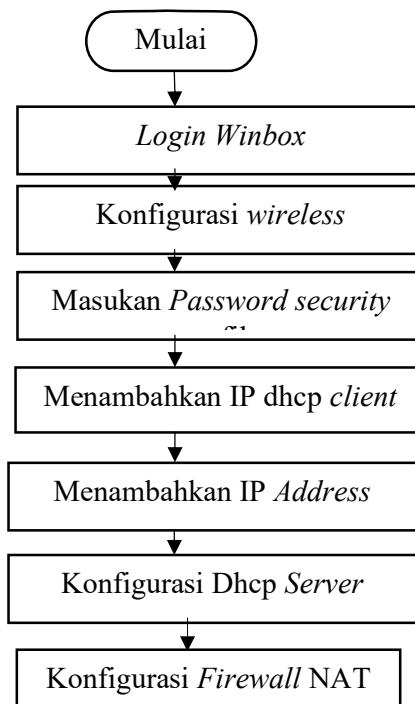 Mulai
Login Winbox
Konfigurasi wireless
Masukan Password security
Menambahkan IP dhcp client
Menambahkan IP Address
Konfigurasi Dhcp Server
Konfigurasi Firewall NAT